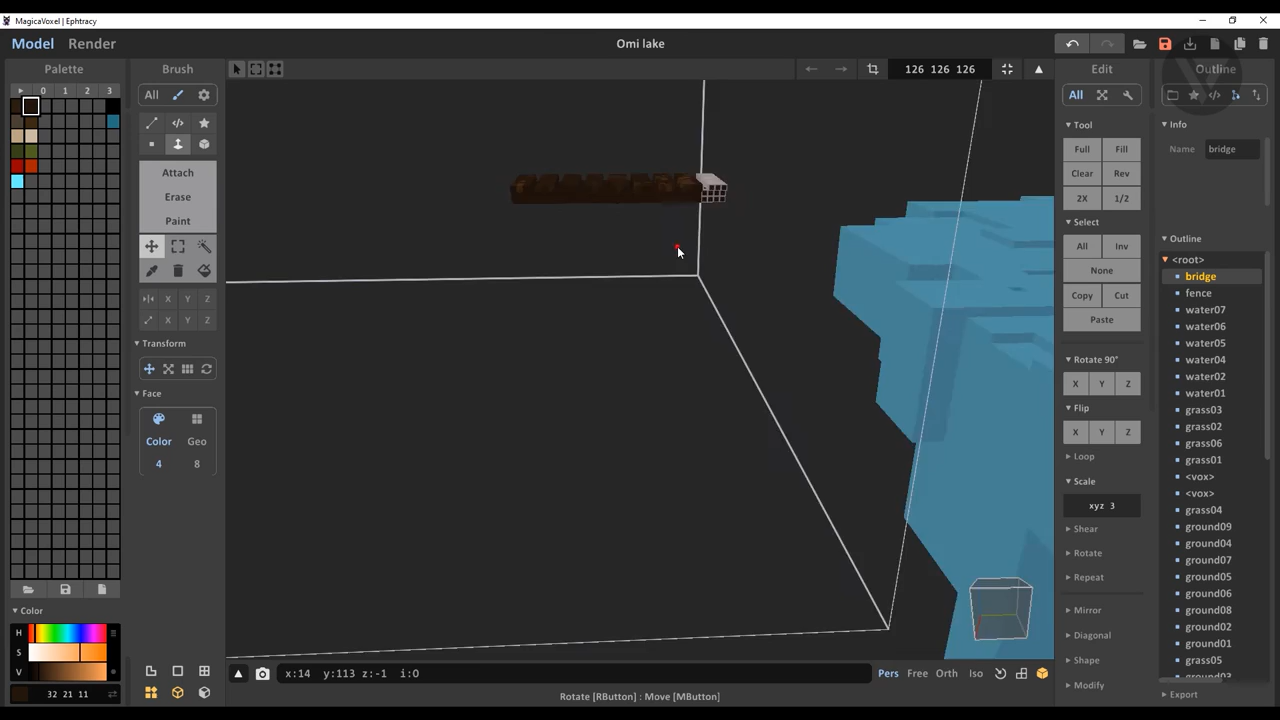 MagicaVoxel | Ephtracy
Model Render Omi lake
Palette
0 1 2 3
Color
H
S
V
32 21 11
Brush
All
Attach
Erase
Paint
X Y Z
X Y Z
Transform
Face
Color Geo
4 8
126 126 126
x:14 y:113 z:-1 i:0
Pers Free Orth Iso
Rotate [RButton] : Move [MButton]
Edit
All
Tool
Full Fill
Clear Rev
2X 1/2
Select
All Inv
None
Copy Cut
Paste
Rotate 90°
X Y Z
Flip
X Y Z
Loop
Scale
xyz 3
Shear
Rotate
Repeat
Mirror
Diagonal
Shape
Modify
Outline
Info
Name bridge
Outline
<root>
bridge
fence
water07
water06
water05
water04
water02
water01
grass03
grass02
grass06
grass01
<vox>
<vox>
grass04
ground09
ground04
ground07
ground05
ground06
ground08
ground02
ground01
grass05
ground03
Export